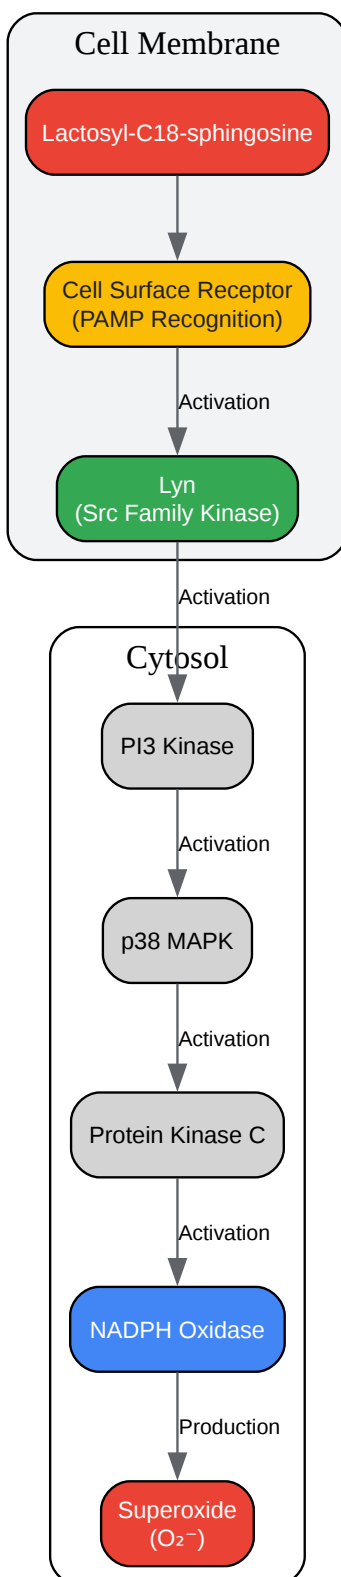 Cell Membrane
Lactosyl-C18-sphingosine
Cell Surface Receptor
(PAMP Recognition)
Activation
Lyn
(Src Family Kinase)
Activation
Cytosol
PI3 Kinase
Activation
p38 MAPK
Activation
Protein Kinase C
Activation
NADPH Oxidase
Production
Superoxide
(O₂⁻)